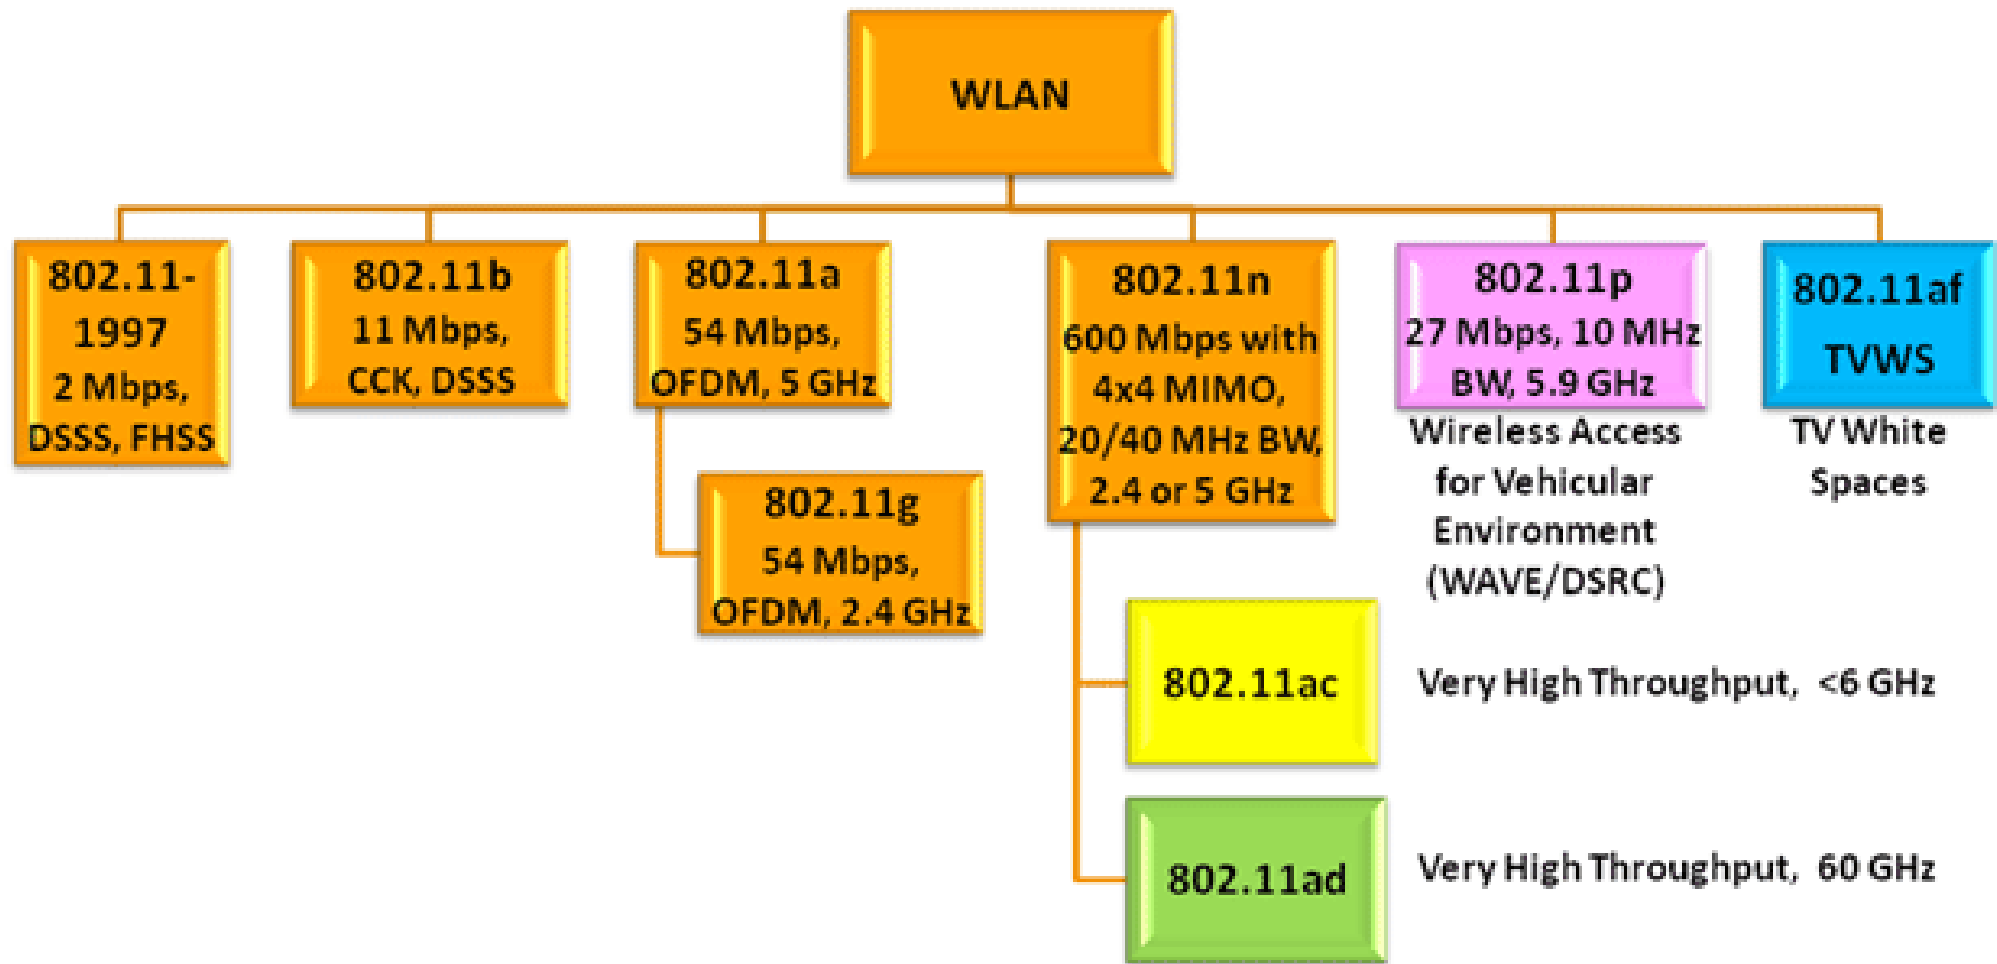 WLAN
802.11-
1997
2 Mbps,
DSSS, FHSS
802.11b
11 Mbps,
CCK, DSSS
802.11a
54 Mbps,
OFDM, 5 GHz
802.11g
54 Mbps,
OFDM, 2.4 GHz
802.11n
600 Mbps with
4x4 MIMO,
20/40 MHz BW,
2.4 or 5 GHz
802.11p
27 Mbps, 10 MHz
BW, 5.9 GHz
Wireless Access
for Vehicular
Environment
(WAVE/DSRC)
802.11af
TVWS
TV White
Spaces
802.11ac
Very High Throughput, <6 GHz
802.11ad
Very High Throughput, 60 GHz